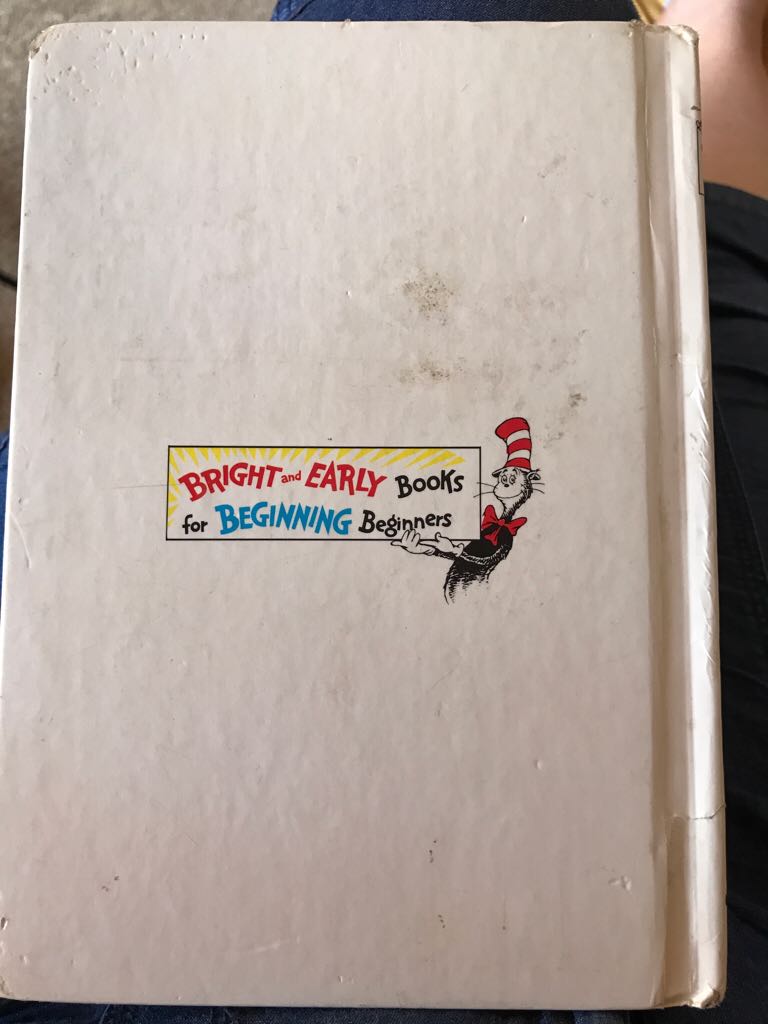 BRIGHT and EARLY BOOKS
for BEGINNING Beginners